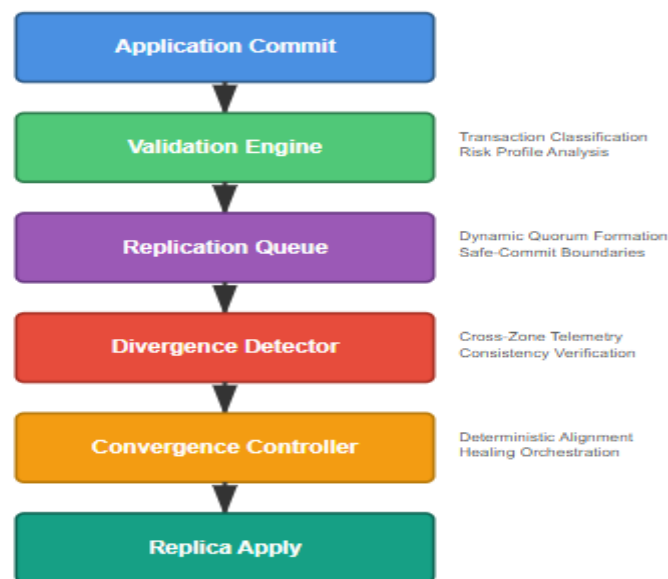 Application Commit
Validation Engine
Transaction Classification
Risk Profile Analysis
Replication Queue
Dynamic Quorum Formation
Safe-Commit Boundaries
Divergence Detector
Cross-Zone Telemetry
Consistency Verification
Convergence Controller
Deterministic Alignment
Healing Orchestration
Replica Apply